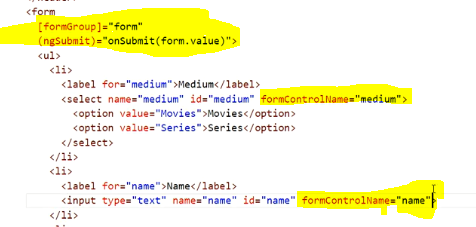 <form
[formGroup]="form"
(ngSubmit)="onSubmit(form.value)">
<ul>
<li>
<label for="medium">Medium</label>
<select name="medium" id="medium" formControlName="medium">
<option value="Movies">Movies</option>
<option value="Series">Series</option>
</select>
</li>
<li>
<label for="name">Name</label>
<input type="text" name="name" id="name" formControlName="name">
</li>